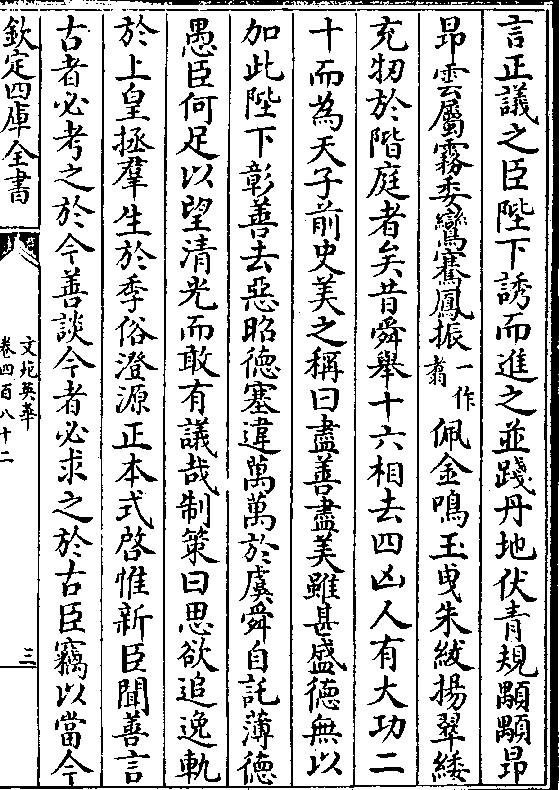 言正議之臣陛下誘而進之並踐丹地伏青規顒顒昂
昂雲屬霧委鸞騫鳳振一作翥佩金鳴玉曵朱紱揚翠緌
充牣於階庭者矣昔舜舉十六相去四凶人有大功二
十而為天子前史美之稱曰盡善盡美雖甚盛徳無以
加此陛下彰善去惡昭徳塞違萬萬於虞舜自託薄徳
愚臣何足以望清光而敢有議哉制策曰思欲追逸軌
於上皇拯羣生於季俗澄源正本式啓惟新臣聞善言
古者必考之於今善談今者必求之於古臣竊以當今
欽定四庫全書
文苑英華
卷四百八十二
三